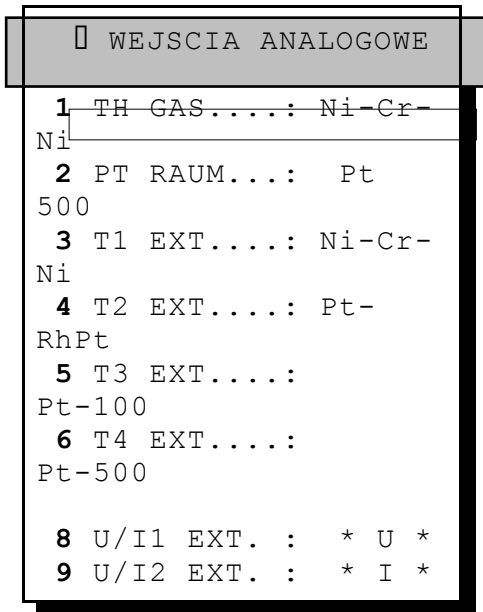 ▯ WEJSCIA ANALOGOWE
1 TH GAS....: Ni-Cr-
Ni
2 PT RAUM...: Pt
500
3 T1 EXT....: Ni-Cr-
Ni
4 T2 EXT....: Pt-
RhPt
5 T3 EXT....:
Pt-100
6 T4 EXT....:
Pt-500
8 U/I1 EXT. : * U *
9 U/I2 EXT. : * I *